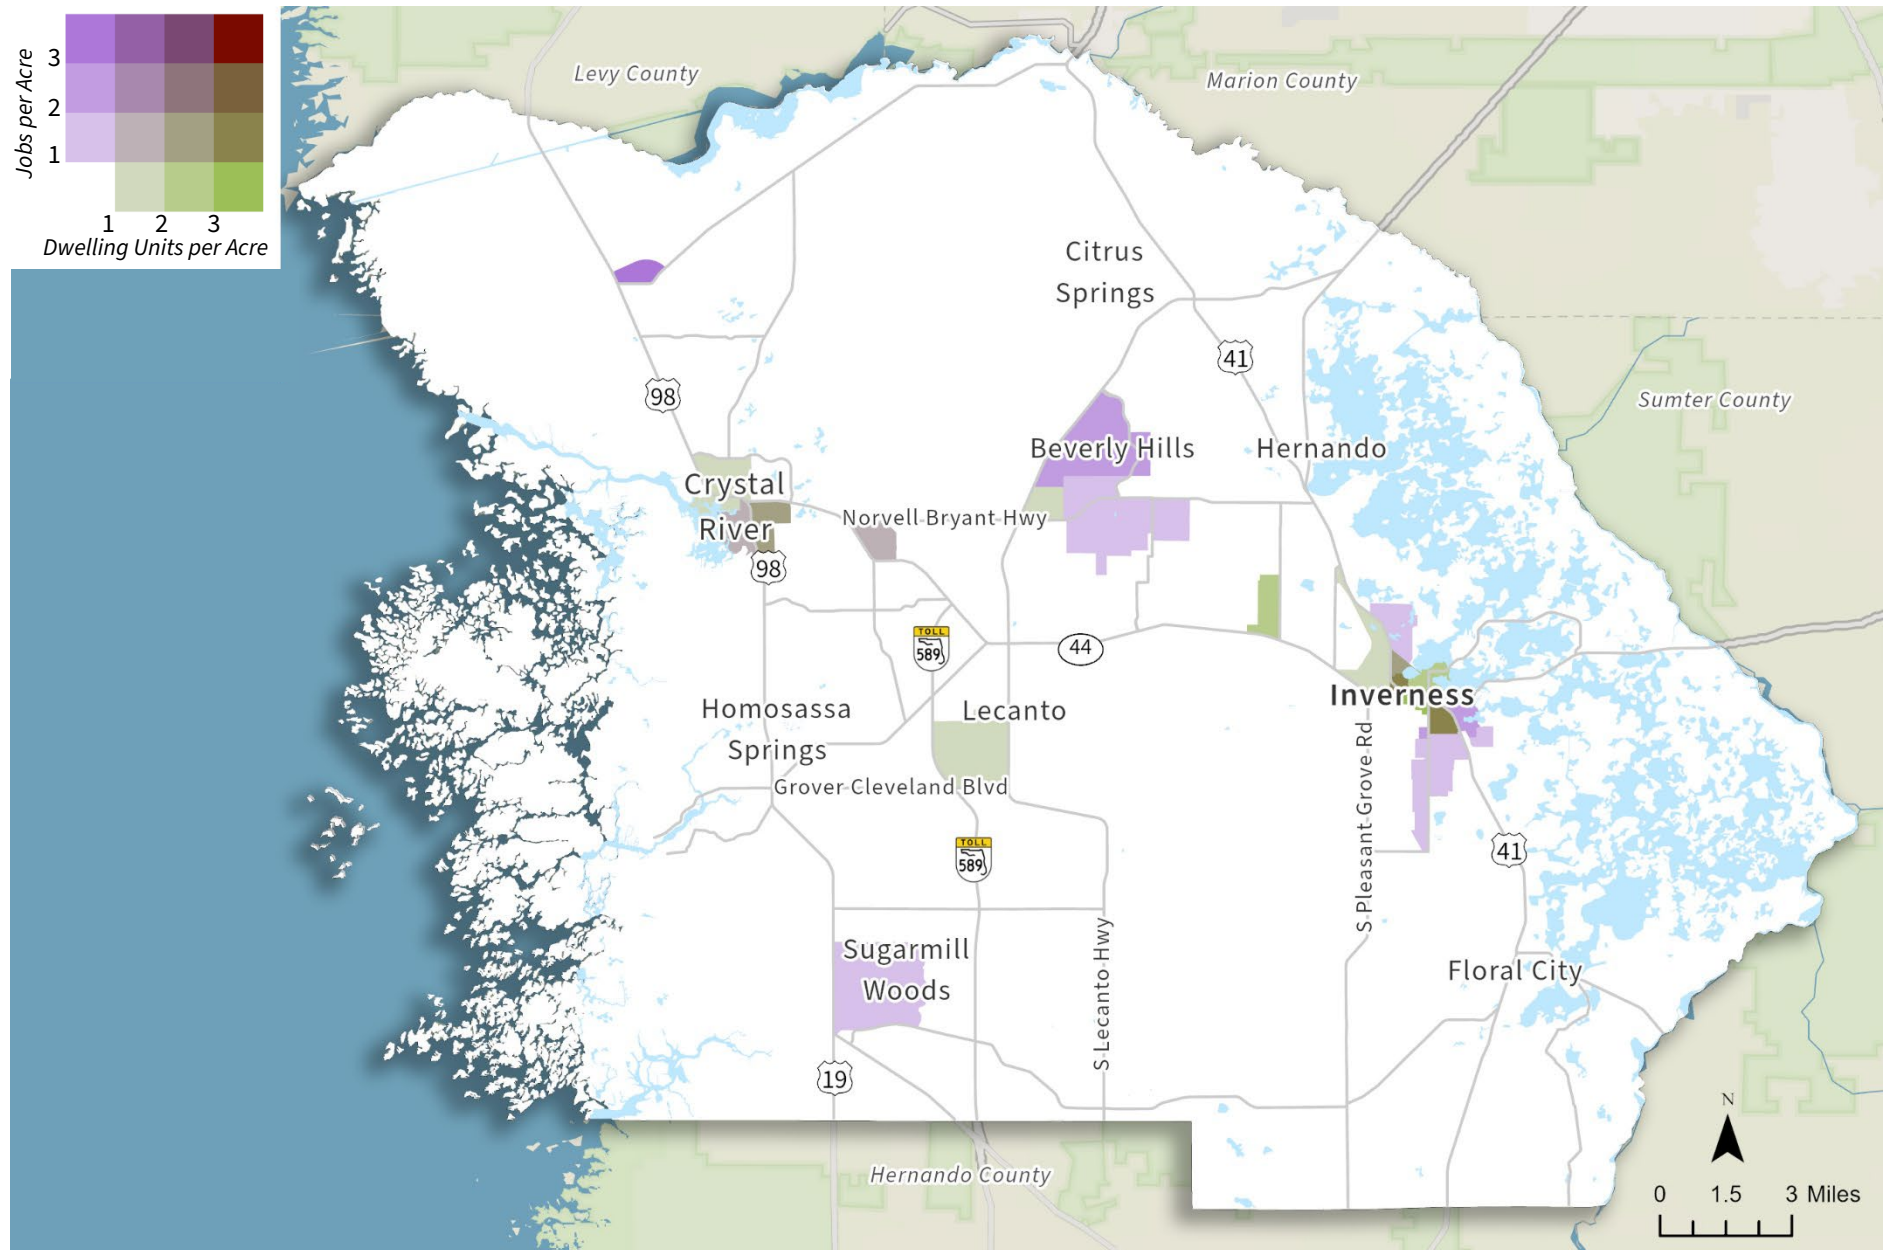 Jobs per Acre
3
2
1
1 2 3
Dwelling Units per Acre
Levy County
Marion County
Citrus
Springs
41
98
Sumter County
Beverly Hills
Hernando
Crystal
River
Norvell Bryant Hwy
98
TOLL
589
44
Inverness
Homosassa
Springs
Lecanto
Grover Cleveland Blvd
S Pleasant Grove Rd
TOLL
589
41
Sugarmill
Woods
S Lecanto Hwy
Floral City
19
Hernando County
N
0 1.5 3 Miles